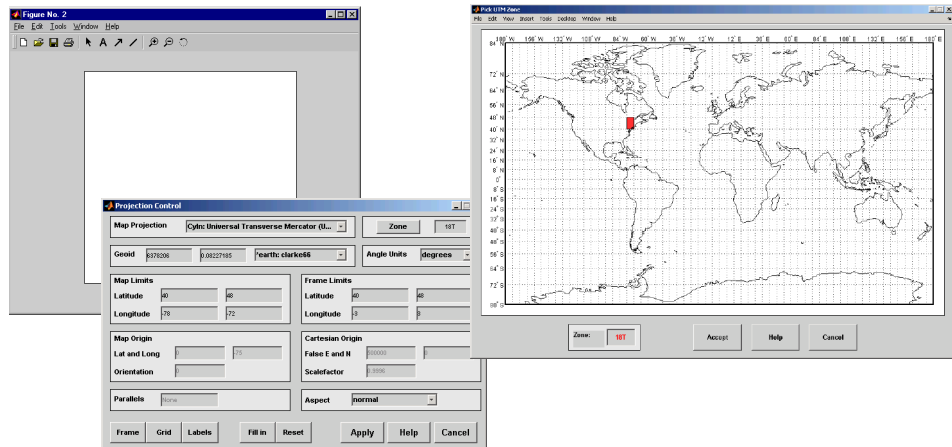 Figure No. 2
File Edit Tools Window Help
Pick UTM Zone
File Edit View Insert Tools Desktop Window Help
180° W 156° W 132° W 108° W 84° W 60° W 36° W 12° W 12° E 36° E 60° E 84° E 108° E 132° E 156° E 180° E
84° N
72° N
64° N
56° N
48° N
40° N
32° N
24° N
16° N
8° N
0°
8° S
16° S
24° S
32° S
40° S
48° S
56° S
64° S
72° S
80° S
Zone: 18T Accept Help Cancel
Projection Control
Map Projection Cyln: Universal Transverse Mercator (U... Zone 18T
Geoid 6378206 0.08227185 *earth: clarke66 Angle Units degrees
Map Limits Frame Limits
Latitude 40 48 Latitude 40 48
Longitude -78 -72 Longitude -3 3
Map Origin Cartesian Origin
Lat and Long 0 -75 False E and N 500000 0
Orientation 0 Scalefactor 0.9996
Parallels None Aspect normal
Frame Grid Labels Fill in Reset Apply Help Cancel